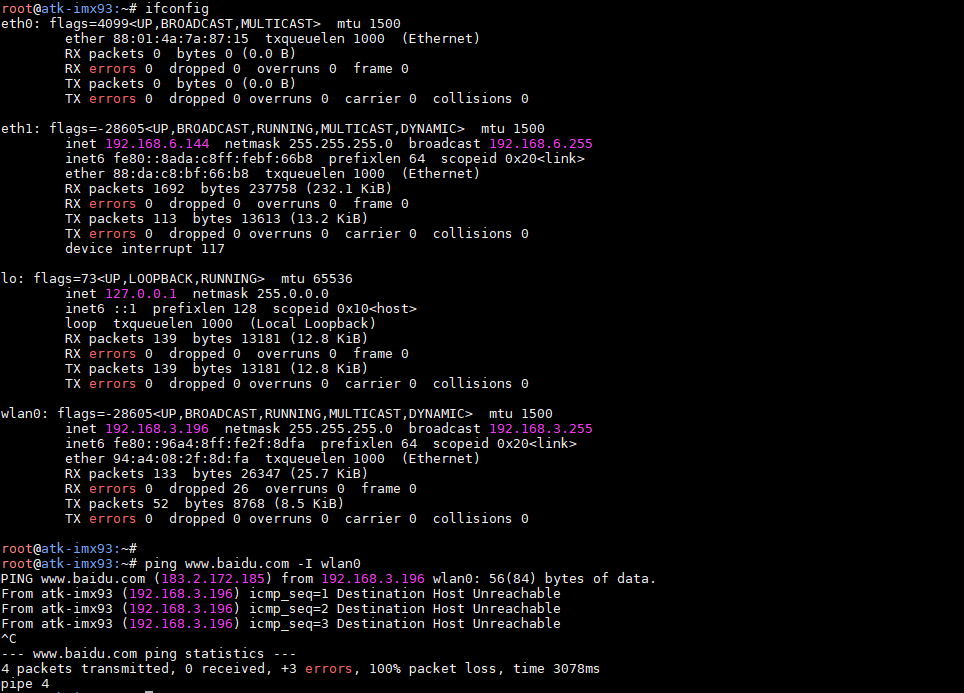 root@atk-imx93:~# ifconfig
eth0: flags=4099<UP,BROADCAST,MULTICAST>  mtu 1500
        ether 88:01:4a:7a:87:15  txqueuelen 1000  (Ethernet)
        RX packets 0  bytes 0 (0.0 B)
        RX errors 0  dropped 0  overruns 0  frame 0
        TX packets 0  bytes 0 (0.0 B)
        TX errors 0  dropped 0 overruns 0  carrier 0  collisions 0

eth1: flags=-28605<UP,BROADCAST,RUNNING,MULTICAST,DYNAMIC>  mtu 1500
        inet 192.168.6.144  netmask 255.255.255.0  broadcast 192.168.6.255
        inet6 fe80::8ada:c8ff:febf:66b8  prefixlen 64  scopeid 0x20<link>
        ether 88:da:c8:bf:66:b8  txqueuelen 1000  (Ethernet)
        RX packets 1692  bytes 237758 (232.1 KiB)
        RX errors 0  dropped 0  overruns 0  frame 0
        TX packets 113  bytes 13613 (13.2 KiB)
        TX errors 0  dropped 0 overruns 0  carrier 0  collisions 0
        device interrupt 117

lo: flags=73<UP,LOOPBACK,RUNNING>  mtu 65536
        inet 127.0.0.1  netmask 255.0.0.0
        inet6 ::1  prefixlen 128  scopeid 0x10<host>
        loop  txqueuelen 1000  (Local Loopback)
        RX packets 139  bytes 13181 (12.8 KiB)
        RX errors 0  dropped 0  overruns 0  frame 0
        TX packets 139  bytes 13181 (12.8 KiB)
        TX errors 0  dropped 0 overruns 0  carrier 0  collisions 0

wlan0: flags=-28605<UP,BROADCAST,RUNNING,MULTICAST,DYNAMIC>  mtu 1500
        inet 192.168.3.196  netmask 255.255.255.0  broadcast 192.168.3.255
        inet6 fe80::96a4:8ff:fe2f:8dfa  prefixlen 64  scopeid 0x20<link>
        ether 94:a4:08:2f:8d:fa  txqueuelen 1000  (Ethernet)
        RX packets 133  bytes 26347 (25.7 KiB)
        RX errors 0  dropped 26  overruns 0  frame 0
        TX packets 52  bytes 8768 (8.5 KiB)
        TX errors 0  dropped 0 overruns 0  carrier 0  collisions 0

root@atk-imx93:~#
root@atk-imx93:~# ping www.baidu.com -I wlan0
PING www.baidu.com (183.2.172.185) from 192.168.3.196 wlan0: 56(84) bytes of data.
From atk-imx93 (192.168.3.196) icmp_seq=1 Destination Host Unreachable
From atk-imx93 (192.168.3.196) icmp_seq=2 Destination Host Unreachable
From atk-imx93 (192.168.3.196) icmp_seq=3 Destination Host Unreachable
^C
--- www.baidu.com ping statistics ---
4 packets transmitted, 0 received, +3 errors, 100% packet loss, time 3078ms
pipe 4